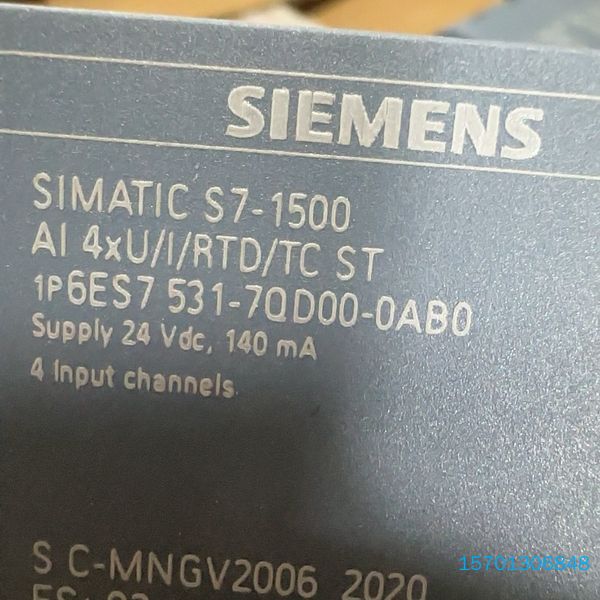 SIEMENS
SIMATIC S7-1500
AI 4xU/I/RTD/TC ST
1P6ES7 531-7QD00-0AB0
Supply 24 Vdc, 140 mA
4 Input channels
S C-MNGV2006 2020
15701306848